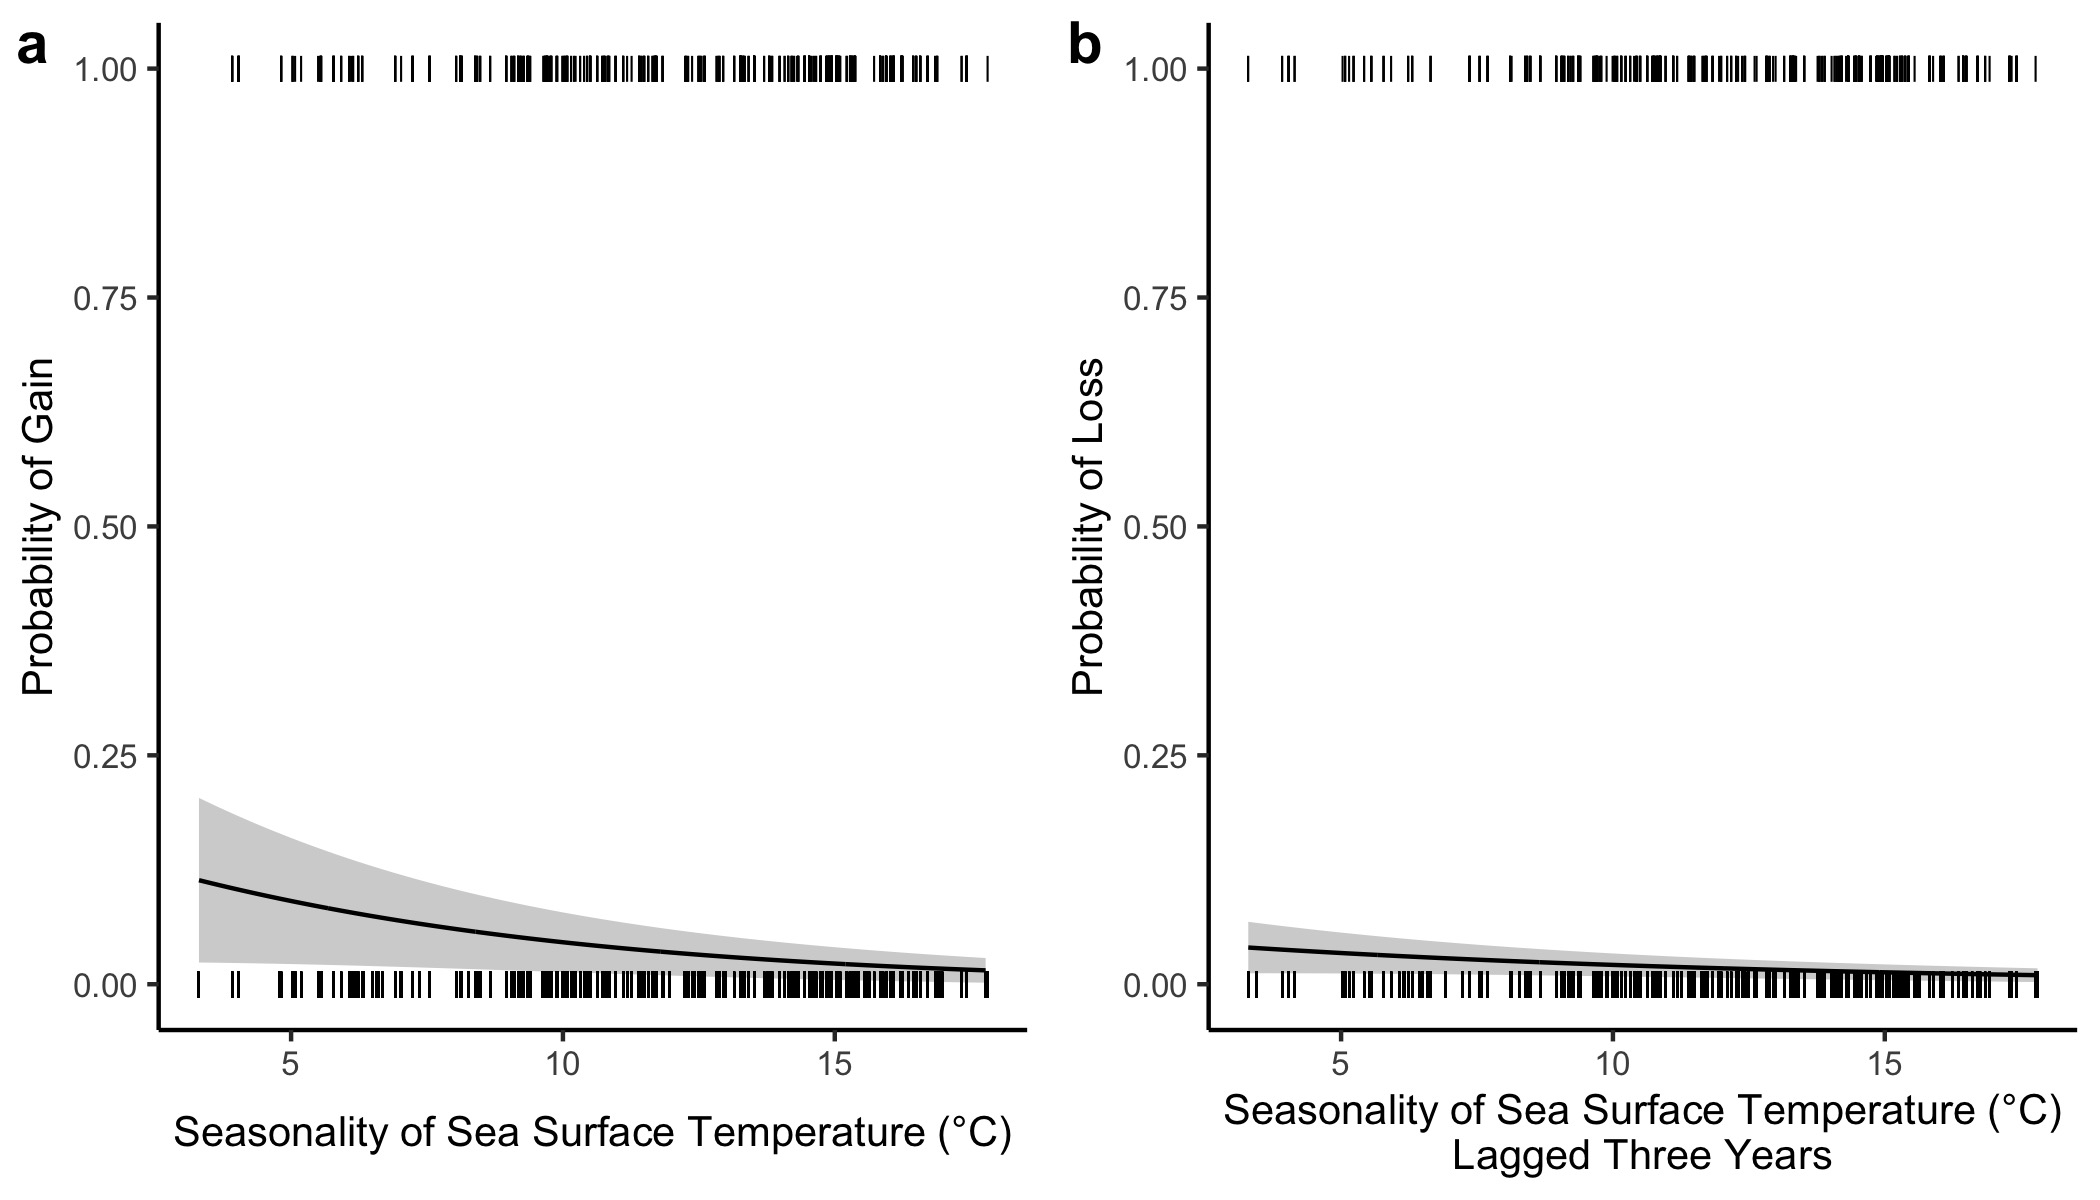 a
Probability of Gain
1.00
0.75
0.50
0.25
0.00
5 10 15
Seasonality of Sea Surface Temperature (°C)
b
Probability of Loss
1.00
0.75
0.50
0.25
0.00
5 10 15
Seasonality of Sea Surface Temperature (°C)
Lagged Three Years